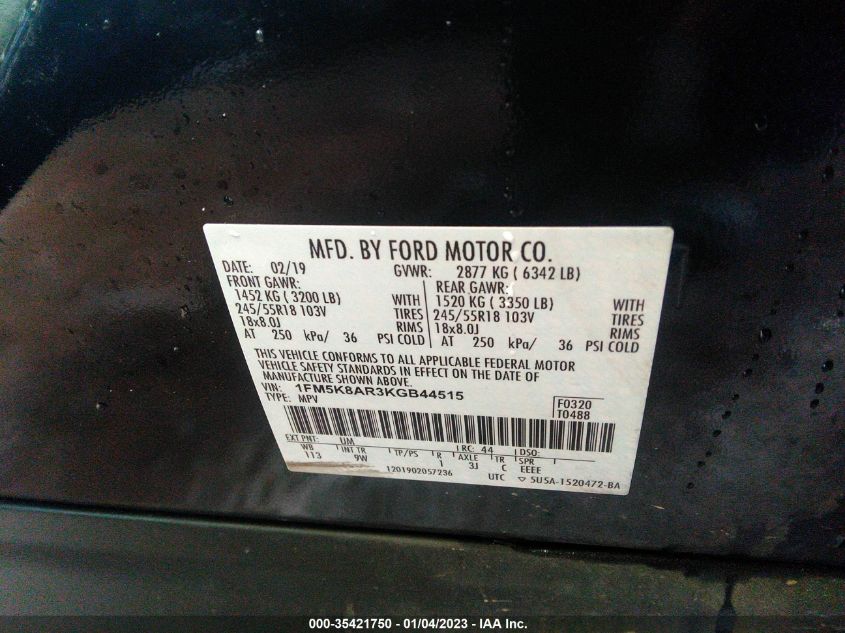 MFD. BY FORD MOTOR CO.
DATE: 02/19 GVWR: 2877 KG ( 6342 LB)
FRONT GAWR: REAR GAWR:
1452 KG ( 3200 LB) WITH 1520 KG ( 3350 LB) WITH
245/55R18 103V TIRES 245/55R18 103V TIRES
18x8.0J RIMS 18x8.0J RIMS
AT 250 kPa/ 36 PSI COLD AT 250 kPa/ 36 PSI COLD
THIS VEHICLE CONFORMS TO ALL APPLICABLE FEDERAL MOTOR
VEHICLE SAFETY STANDARDS IN EFFECT ON THE DATE OF
MANUFACTURE SHOWN ABOVE.
VIN: 1FM5K8AR3KGB44515 F0320
TYPE: MPV T0488
EXT PNT: UM RC: 44 DSO:
WB INT TR TP/PS R AXLE TR SPR
113 9W 1 3J C EEEE
1201902057236 UTC ▽ 5U5A-1520472-BA
000-35421750 - 01/04/2023 - IAA Inc.